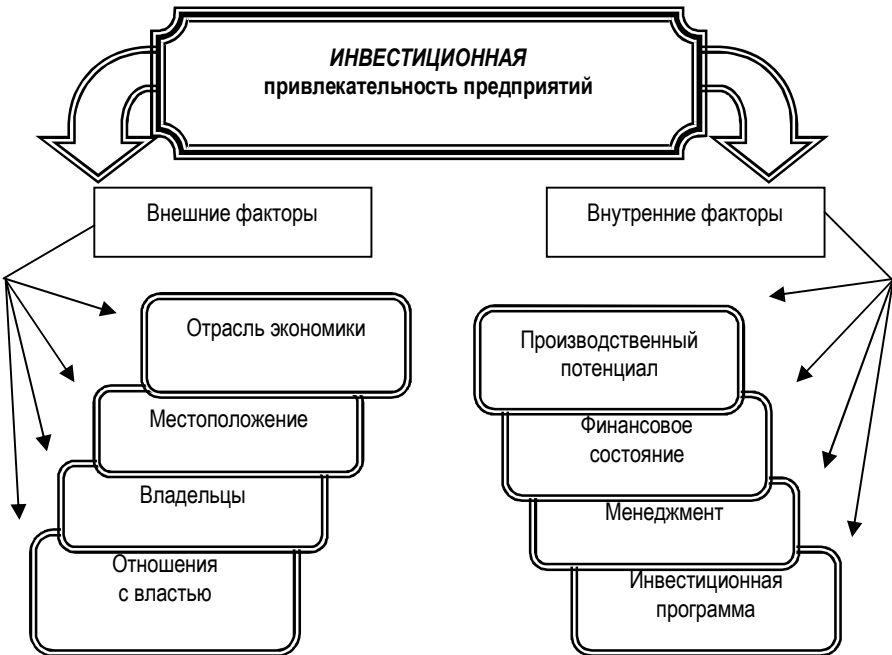 ИНВЕСТИЦИОННАЯ
привлекательность предприятий
Внешние факторы
Внутренние факторы
Отрасль экономики
Местоположение
Владельцы
Отношения
с властью
Производственный
потенциал
Финансовое
состояние
Менеджмент
Инвестиционная
программа